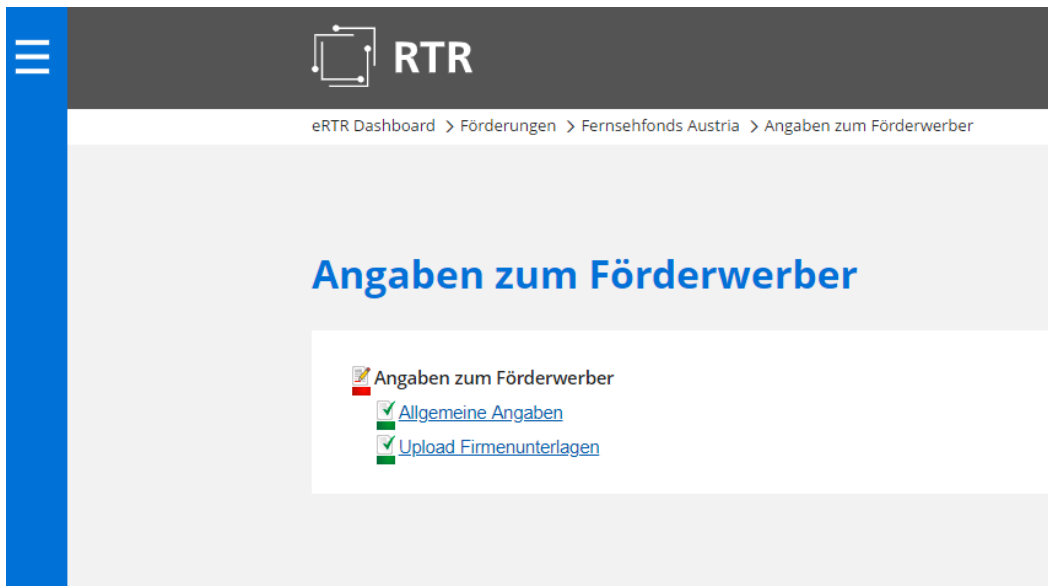 RTR
eRTR Dashboard > Förderungen > Fernsehfonds Austria > Angaben zum Förderwerber
Angaben zum Förderwerber
Angaben zum Förderwerber
Allgemeine Angaben
Upload Firmenunterlagen